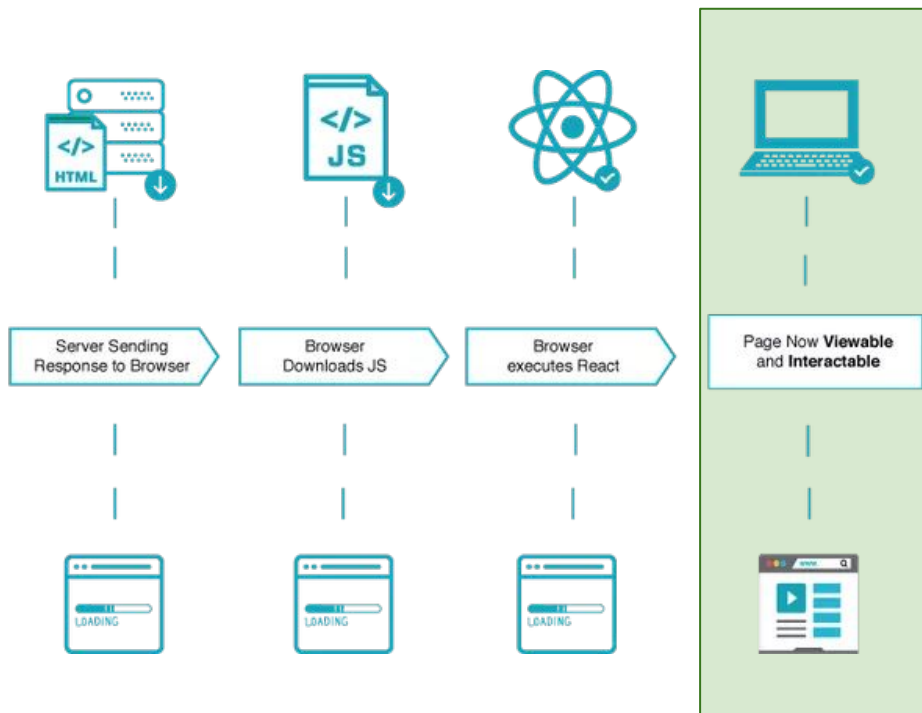 </>
HTML
</>
JS
Server Sending
Response to Browser
Browser
Downloads JS
Browser
executes React
Page Now Viewable
and Interactable
LOADING
LOADING
LOADING
www.